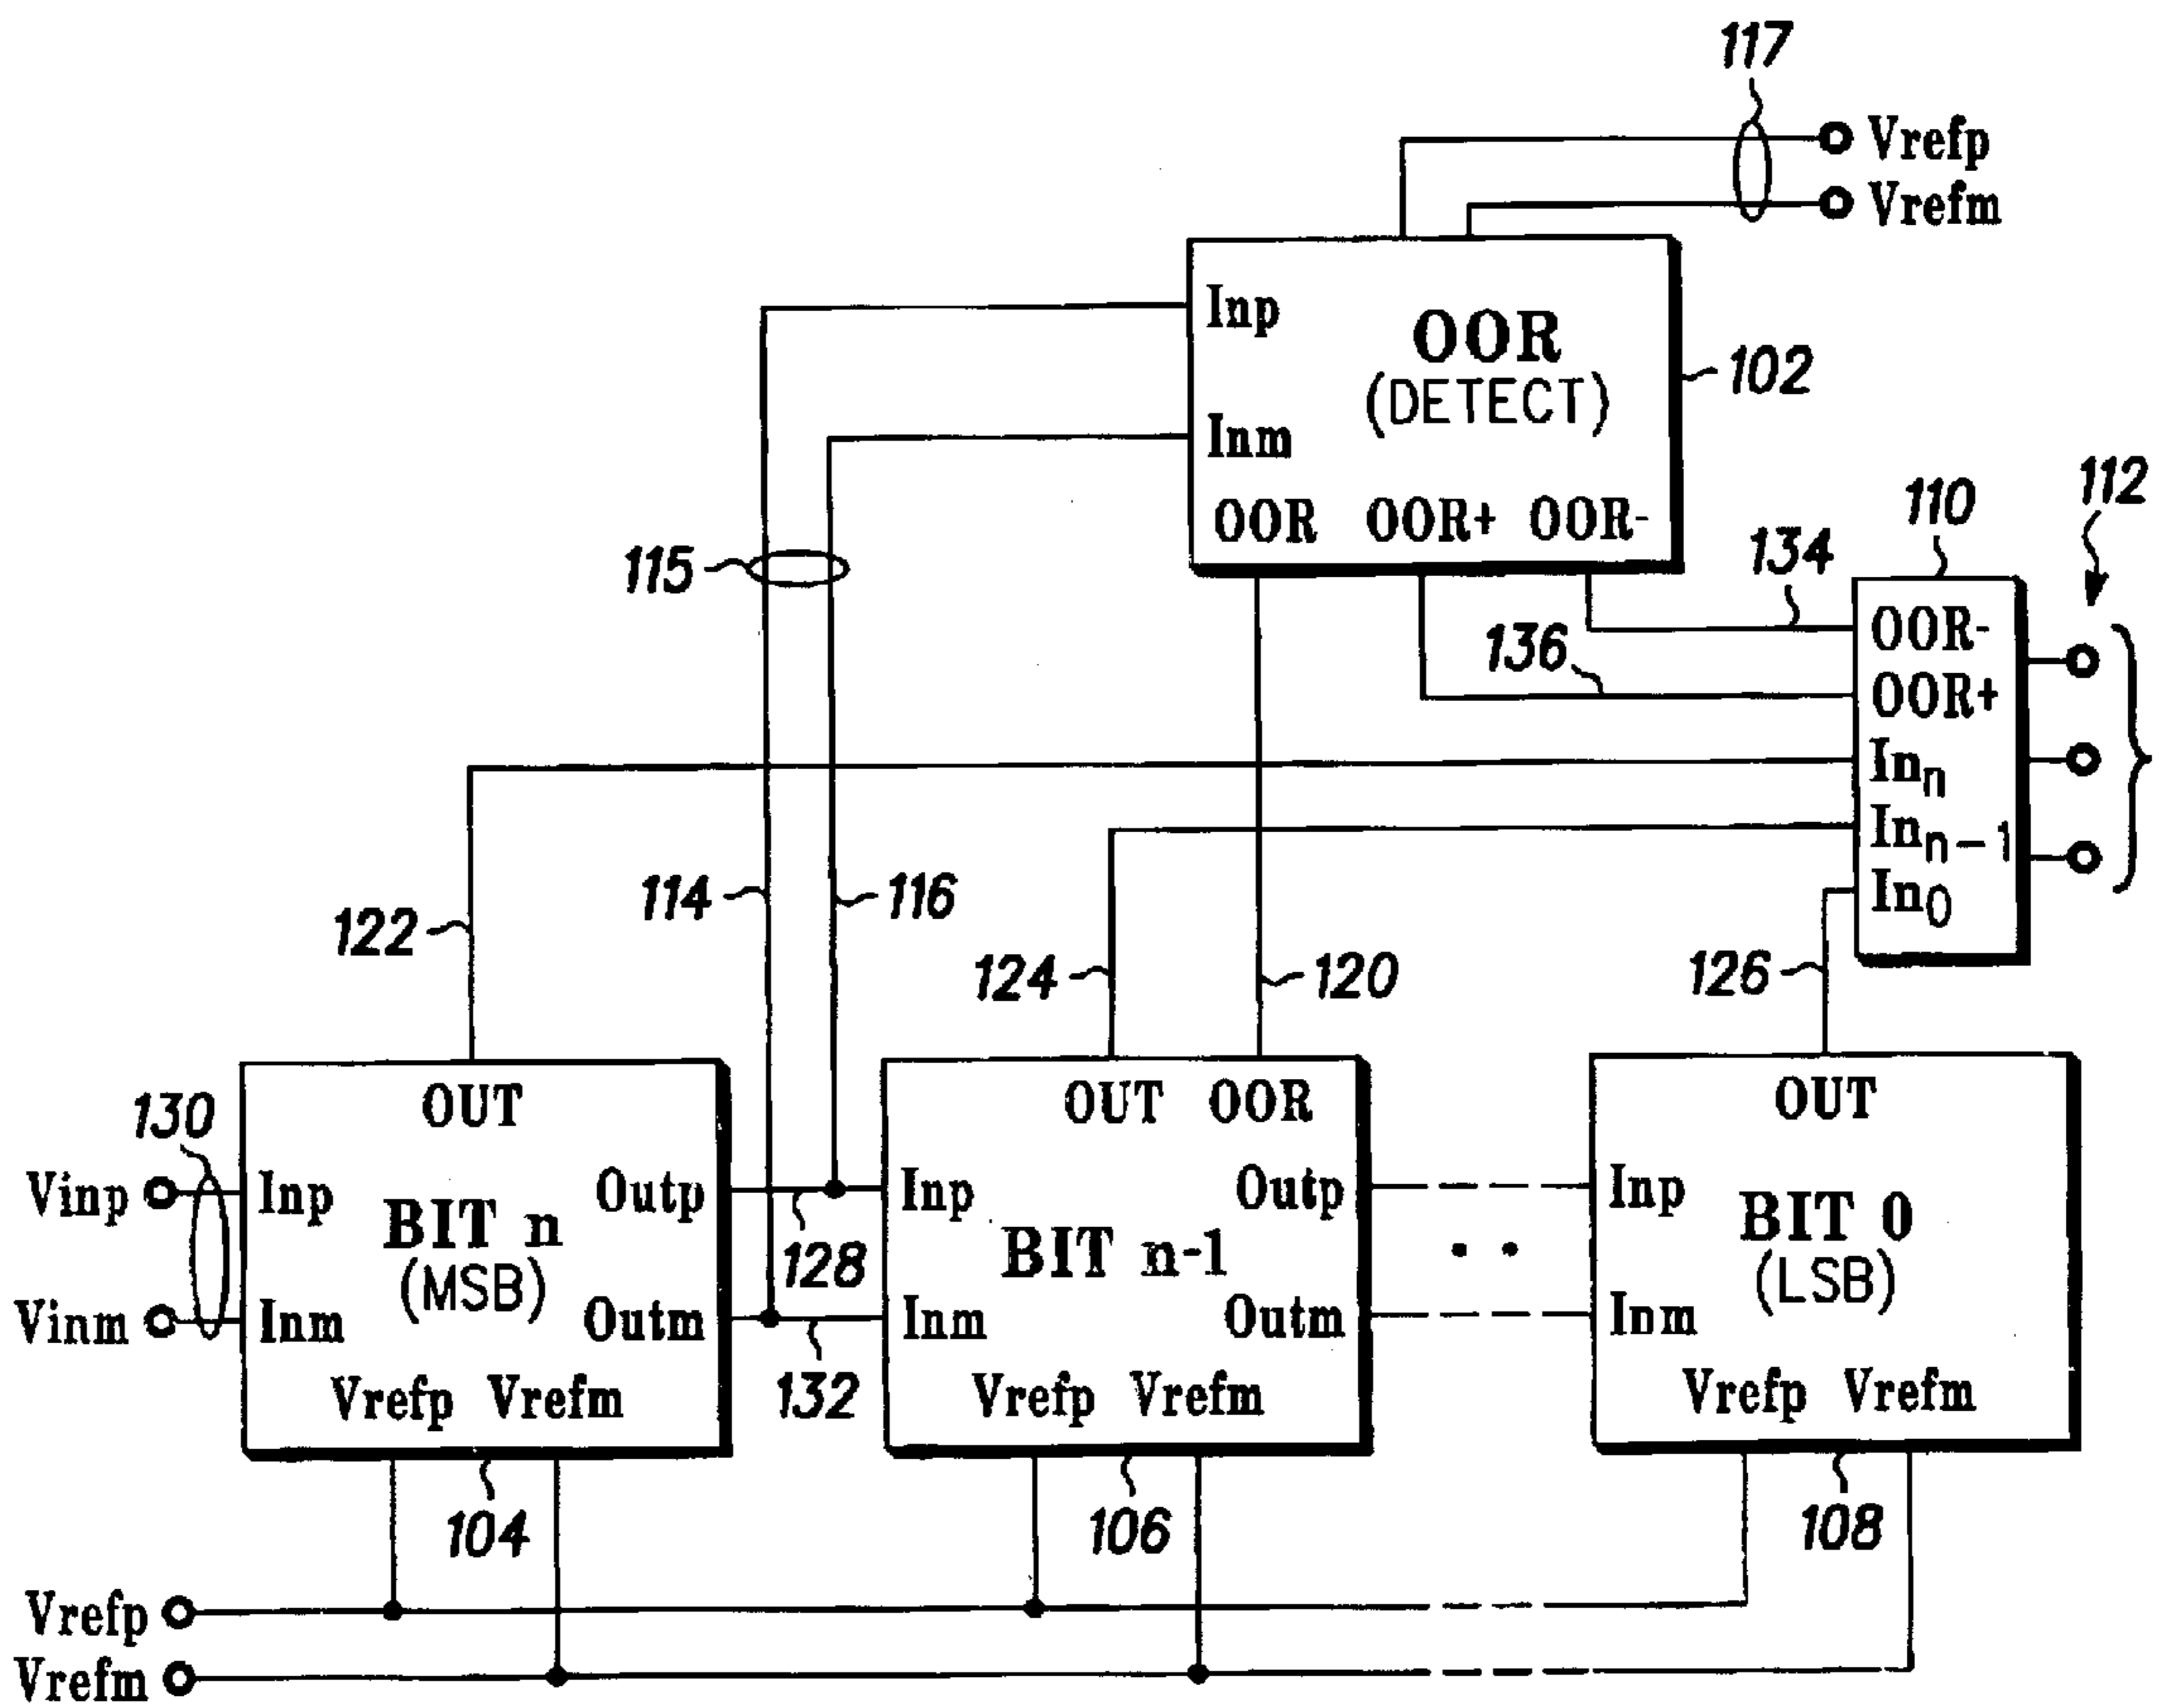 117
Vrefp
Vrefm
Inp
OOR
(DETECT)
102
Inm
OOR OOR+ OOR-
115
110
112
134
136
OOR-
OOR+
Inn
Inn-1
In0
114
116
122
124
120
126
130
OUT
OUT OOR
OUT
Vinp
Inp
BIT n
(MSB)
Outp
128
Inp
BIT n-1
Outp
Inp
BIT 0
(LSB)
Vinm
Inm
Outm
132
Inm
Outm
Inm
Vrefp Vrefm
Vrefp Vrefm
Vrefp Vrefm
104
106
108
Vrefp
Vrefm